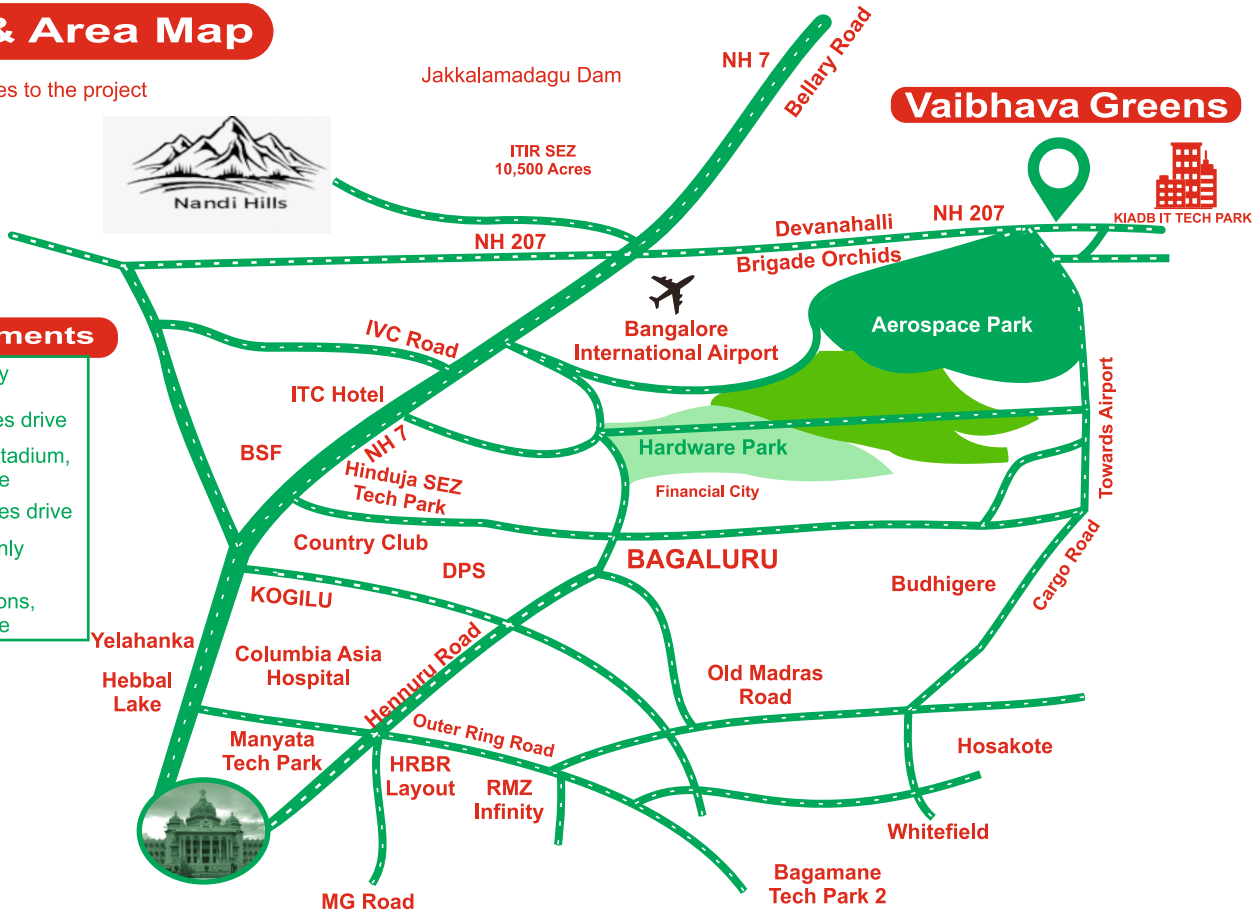 & Area Map
es to the project
Jakkalamadagu Dam
NH 7
Bellary Road
Vaibhava Greens
Nandi Hills
ITIR SEZ
10,500 Acres
KIADB IT TECH PARK
NH 207
Devanahalli
NH 207
Brigade Orchids
Bangalore
International Airport
Aerospace Park
ments
y
es drive
tadium,
e
es drive
nly
ons,
e
IVC Road
ITC Hotel
NH 7
BSF
Hinduja SEZ
Tech Park
Hardware Park
Financial City
Towards Airport
Country Club
DPS
BAGALURU
Budhigere
Cargo Road
KOGILU
Yelahanka
Hebbal
Lake
Columbia Asia
Hospital
Hennuru Road
Old Madras
Road
Outer Ring Road
Manyata
Tech Park
HRBR
Layout
RMZ
Infinity
Hosakote
Whitefield
MG Road
Bagamane
Tech Park 2